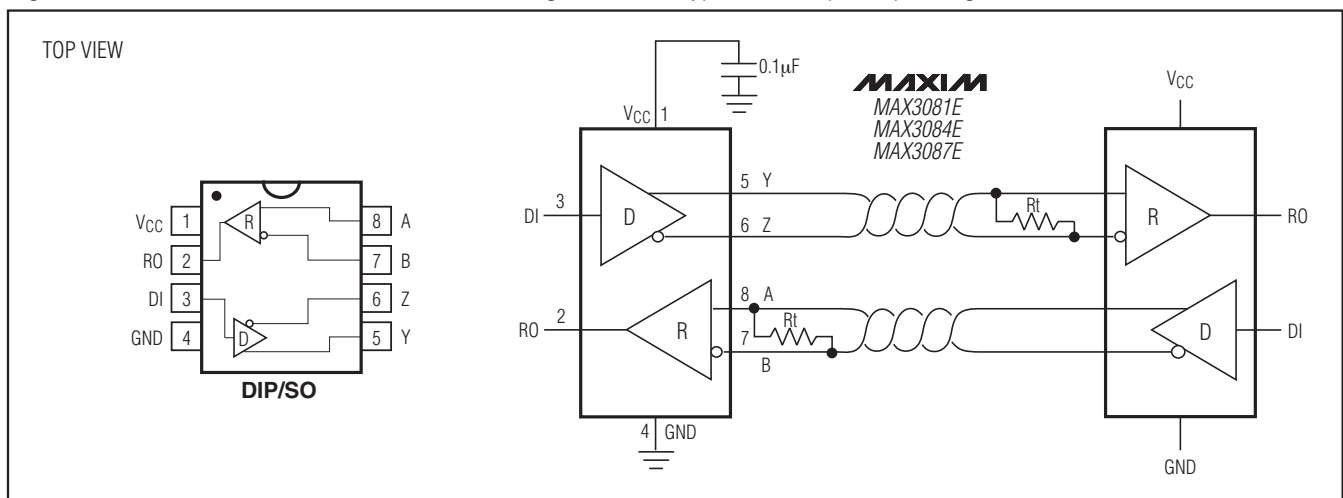 TOP VIEW
VCC 1
RO 2
DI 3
GND 4
8 A
7 B
6 Z
5 Y
R
D
DIP/SO
0.1µF
VCC 1
MAXIM
MAX3081E
MAX3084E
MAX3087E
VCC
DI 3
D
5 Y
6 Z
Rt
R
RO
RO 2
R
8 A
7
B
Rt
D
DI
4 GND
GND